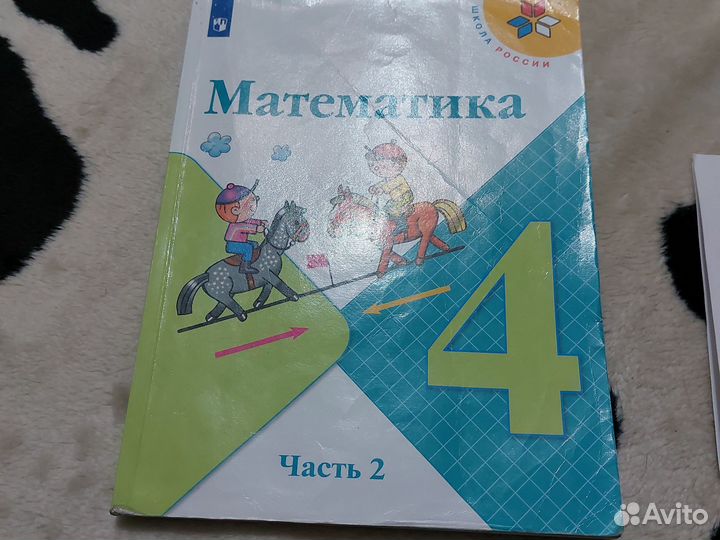 ШКОЛА РОССИИ
Математика
4
Часть 2
Avito